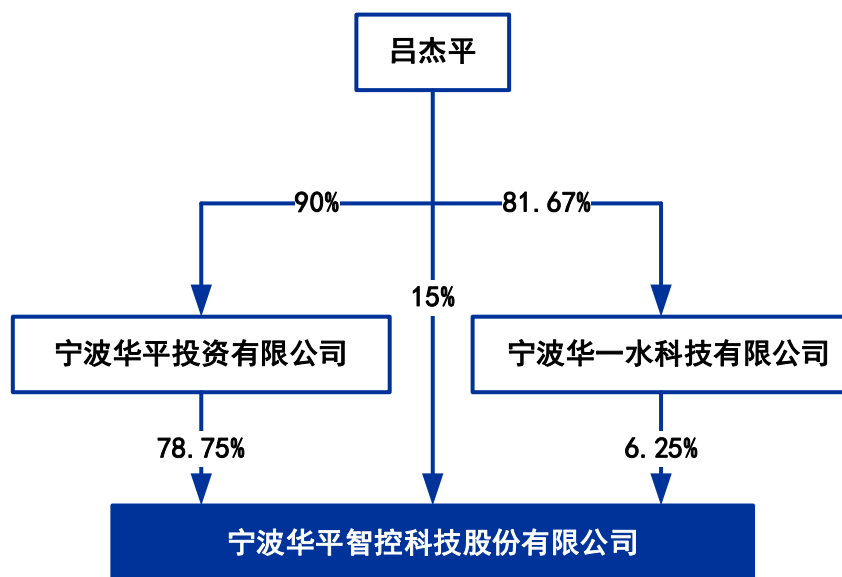 吕杰平
90%
81.67%
15%
宁波华平投资有限公司
宁波华一水科技有限公司
78.75%
6.25%
宁波华平智控科技股份有限公司